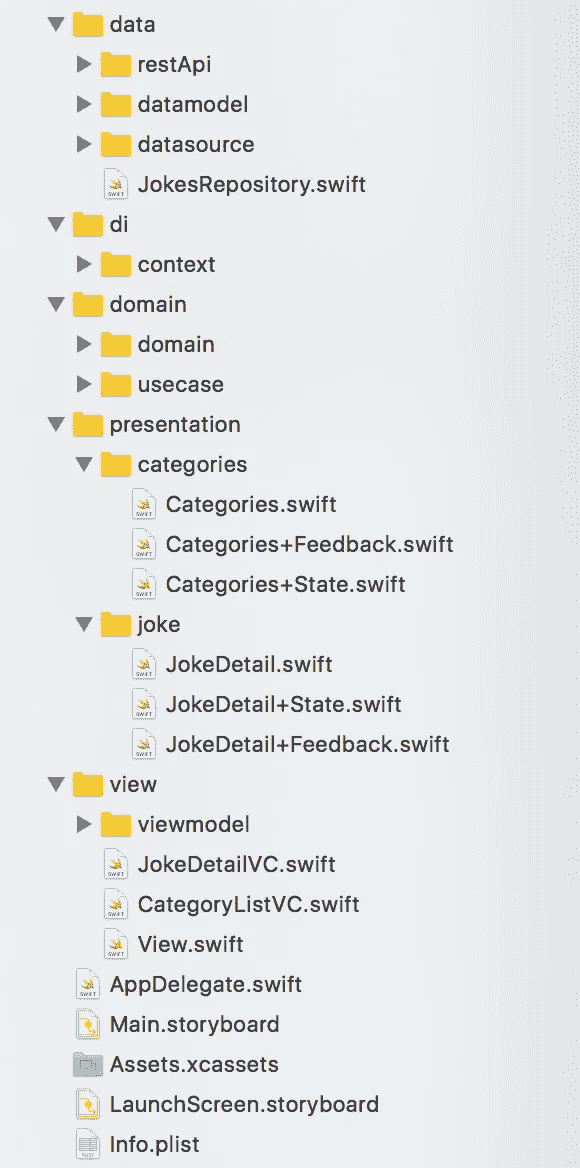 data
restApi
datamodel
datasource
JokesRepository.swift
di
context
domain
domain
usecase
presentation
categories
Categories.swift
Categories+Feedback.swift
Categories+State.swift
joke
JokeDetail.swift
JokeDetail+State.swift
JokeDetail+Feedback.swift
view
viewmodel
JokeDetailVC.swift
CategoryListVC.swift
View.swift
AppDelegate.swift
Main.storyboard
Assets.xcassets
LaunchScreen.storyboard
Info.plist